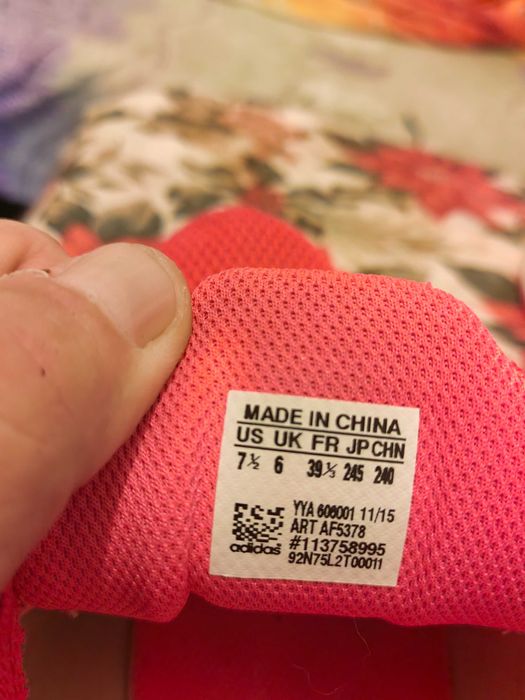 MADE IN CHINA
US UK FR JP CHN
7½ 6 39⅓ 245 240
YYA 606001 11/15
ART AF5378
#113758995
adidas
92N75L2T00011